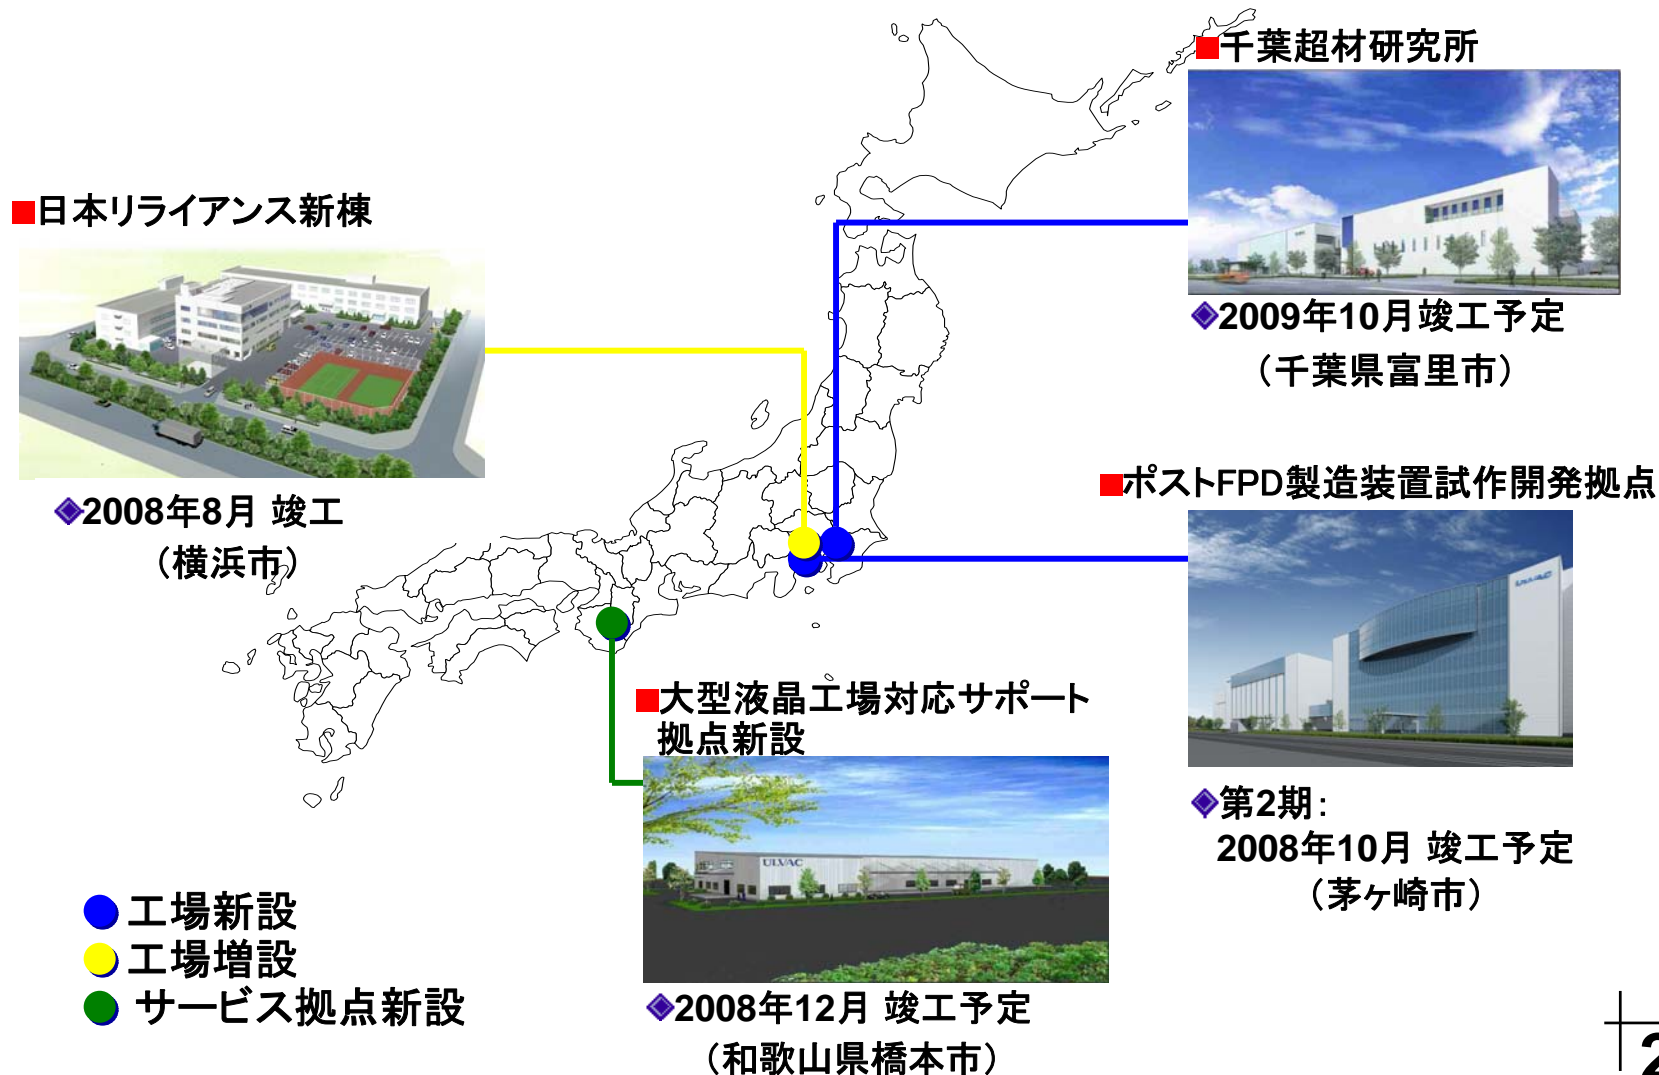 ■千葉超材研究所
◆2009年10月竣工予定
（千葉県富里市）
■日本リライアンス新棟
◆2008年8月 竣工
（横浜市）
■ポストFPD製造装置試作開発拠点
ULVAC
◆第2期：
2008年10月 竣工予定
（茅ヶ崎市）
■大型液晶工場対応サポート
拠点新設
ULVAC
◆2008年12月 竣工予定
（和歌山県橋本市）
工場新設
工場増設
サービス拠点新設